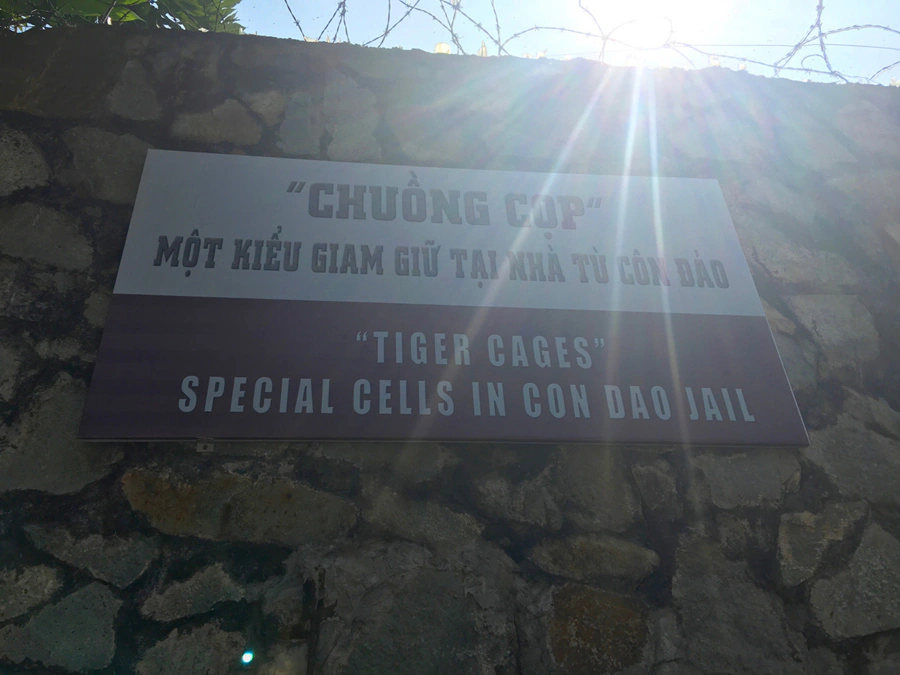 "CHUỒNG CỌP"
MỘT KIỂU GIAM GIỮ TẠI NHÀ TÙ CÔN ĐẢO
"TIGER CAGES"
SPECIAL CELLS IN CON DAO JAIL